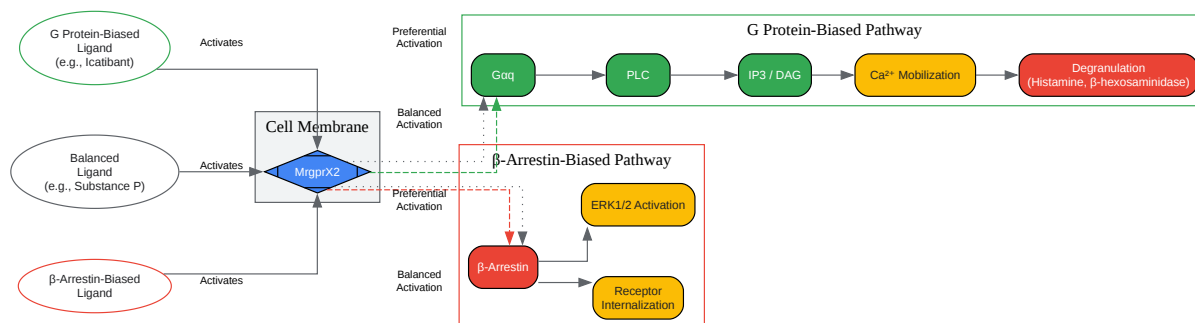 G Protein-Biased
Ligand
(e.g., Icatibant)
Activates
Preferential
Activation
G Protein-Biased Pathway
Gαq
PLC
IP3 / DAG
Ca²⁺ Mobilization
Degranulation
(Histamine, β-hexosaminidase)
Balanced
Activation
Cell Membrane
MrgprX2
Balanced
Ligand
(e.g., Substance P)
Activates
β-Arrestin-Biased Pathway
Preferential
Activation
ERK1/2 Activation
β-Arrestin
Receptor
Internalization
β-Arrestin-Biased
Ligand
Activates
Balanced
Activation